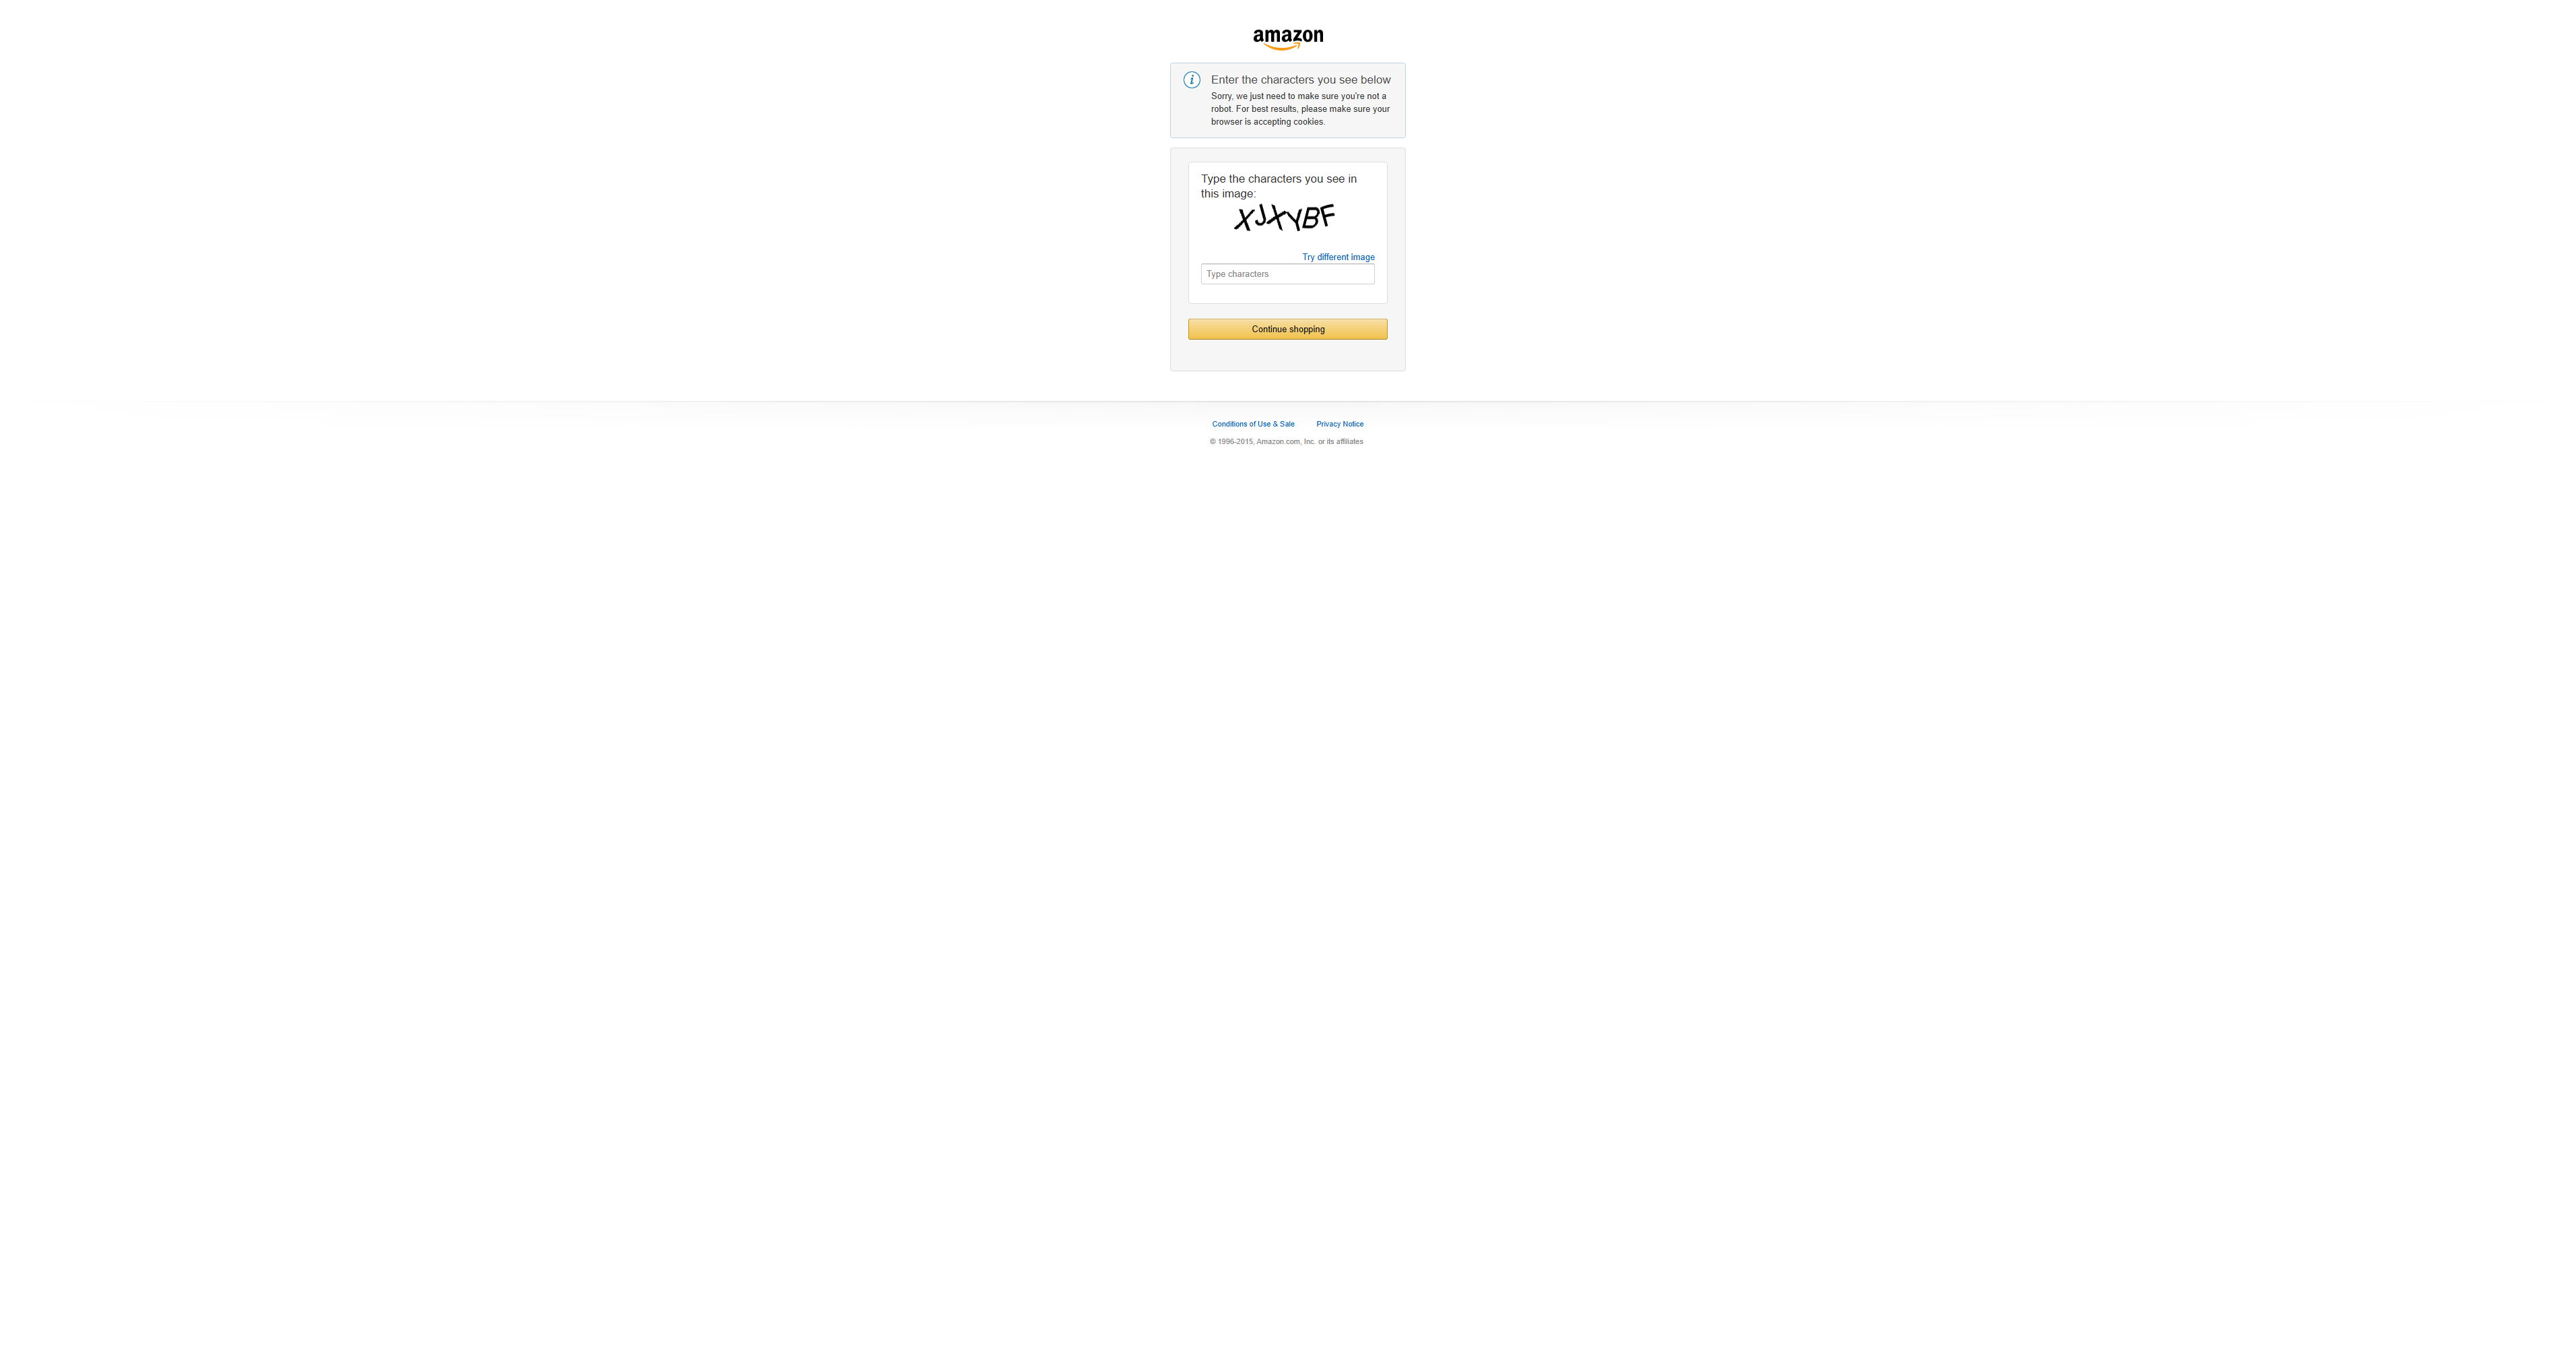 amazon
Enter the characters you see below
Sorry, we just need to make sure you're not a
robot. For best results, please make sure your
browser is accepting cookies.
Type the characters you see in
this image:
XJXYBF
Try different image
Type characters
Continue shopping
Conditions of Use & Sale Privacy Notice
© 1996-2015, Amazon.com, Inc. or its affiliates